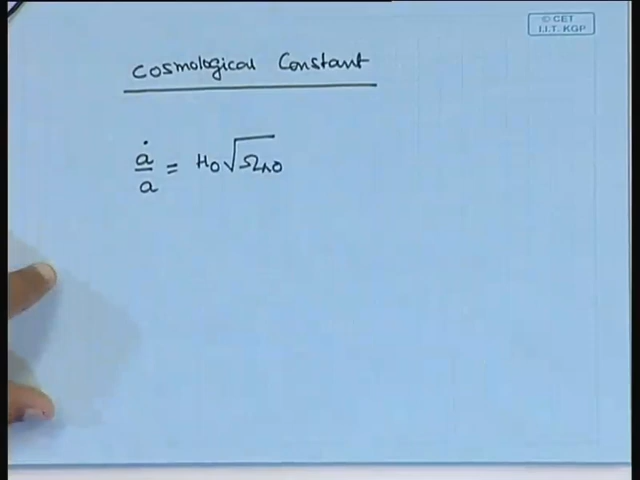 © CET
I.I.T. KGP
Cosmological Constant
ȧ/a = H₀√Ω_Λ0